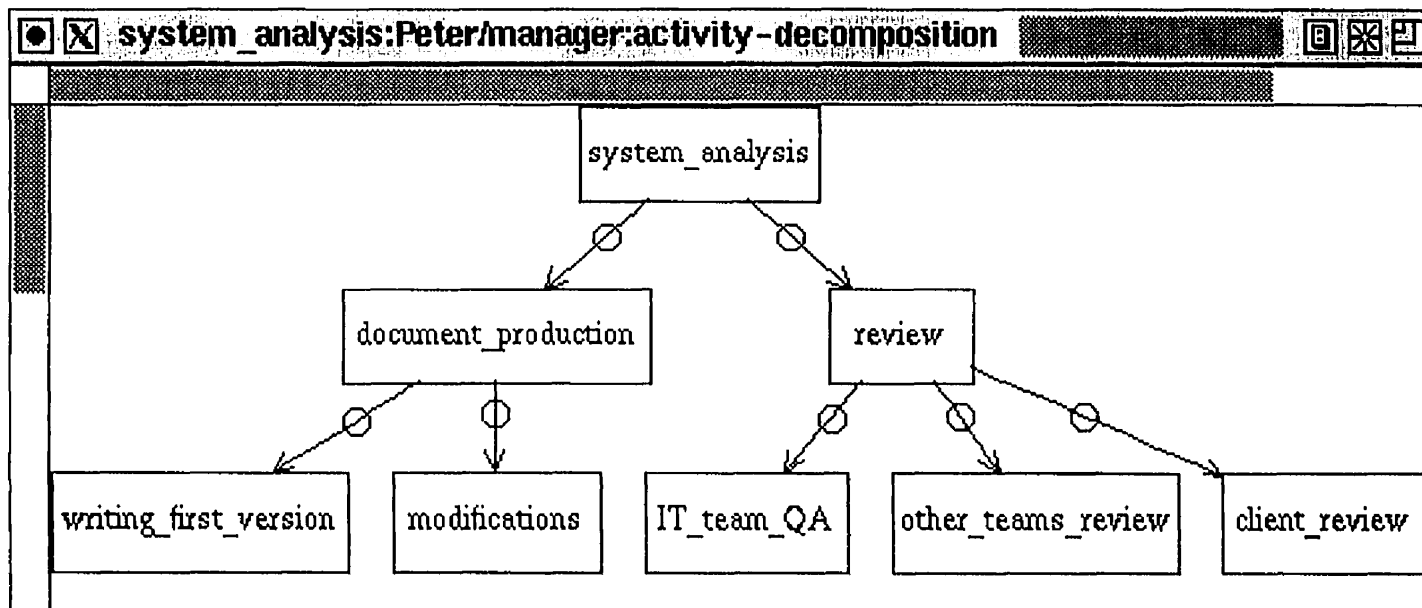 system_analysis:Peter/manager:activity-decomposition
system_analysis
document_production
review
writing_first_version
modifications
IT_team_QA
other_teams_review
client_review